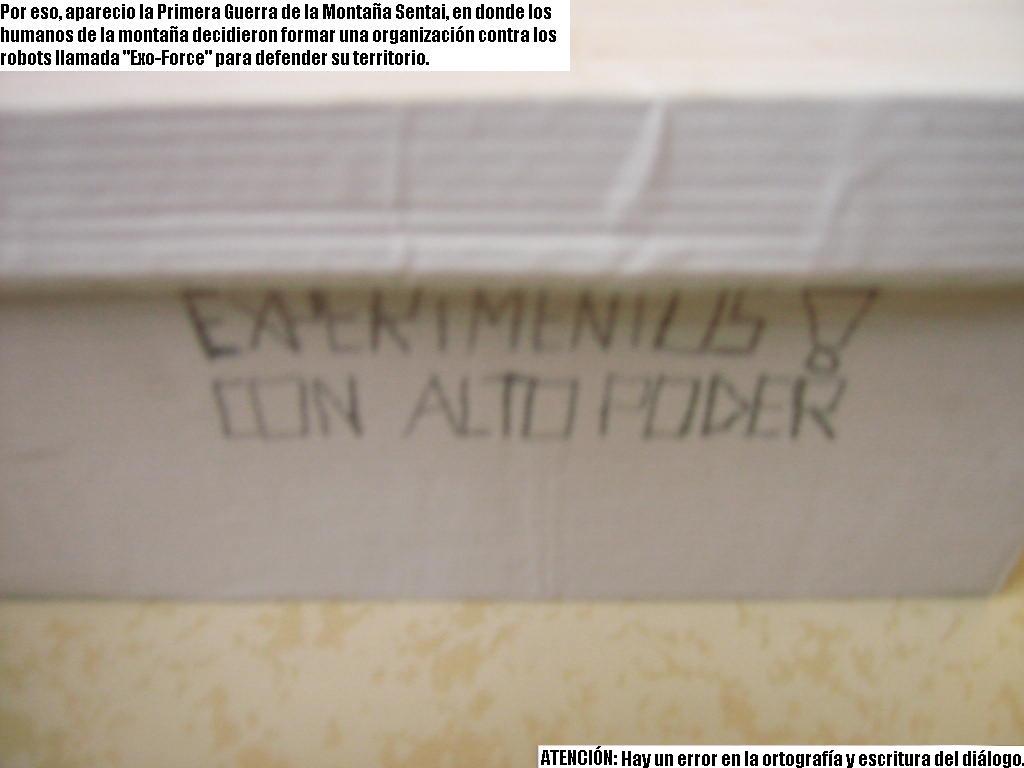 Por eso, aparecio la Primera Guerra de la Montaña Sentai, en donde los
humanos de la montaña decidieron formar una organización contra los
robots llamada "Exo-Force" para defender su territorio.
EXPERIMENTOS !
CON ALTO PODER
ATENCIÓN: Hay un error en la ortografía y escritura del diálogo.